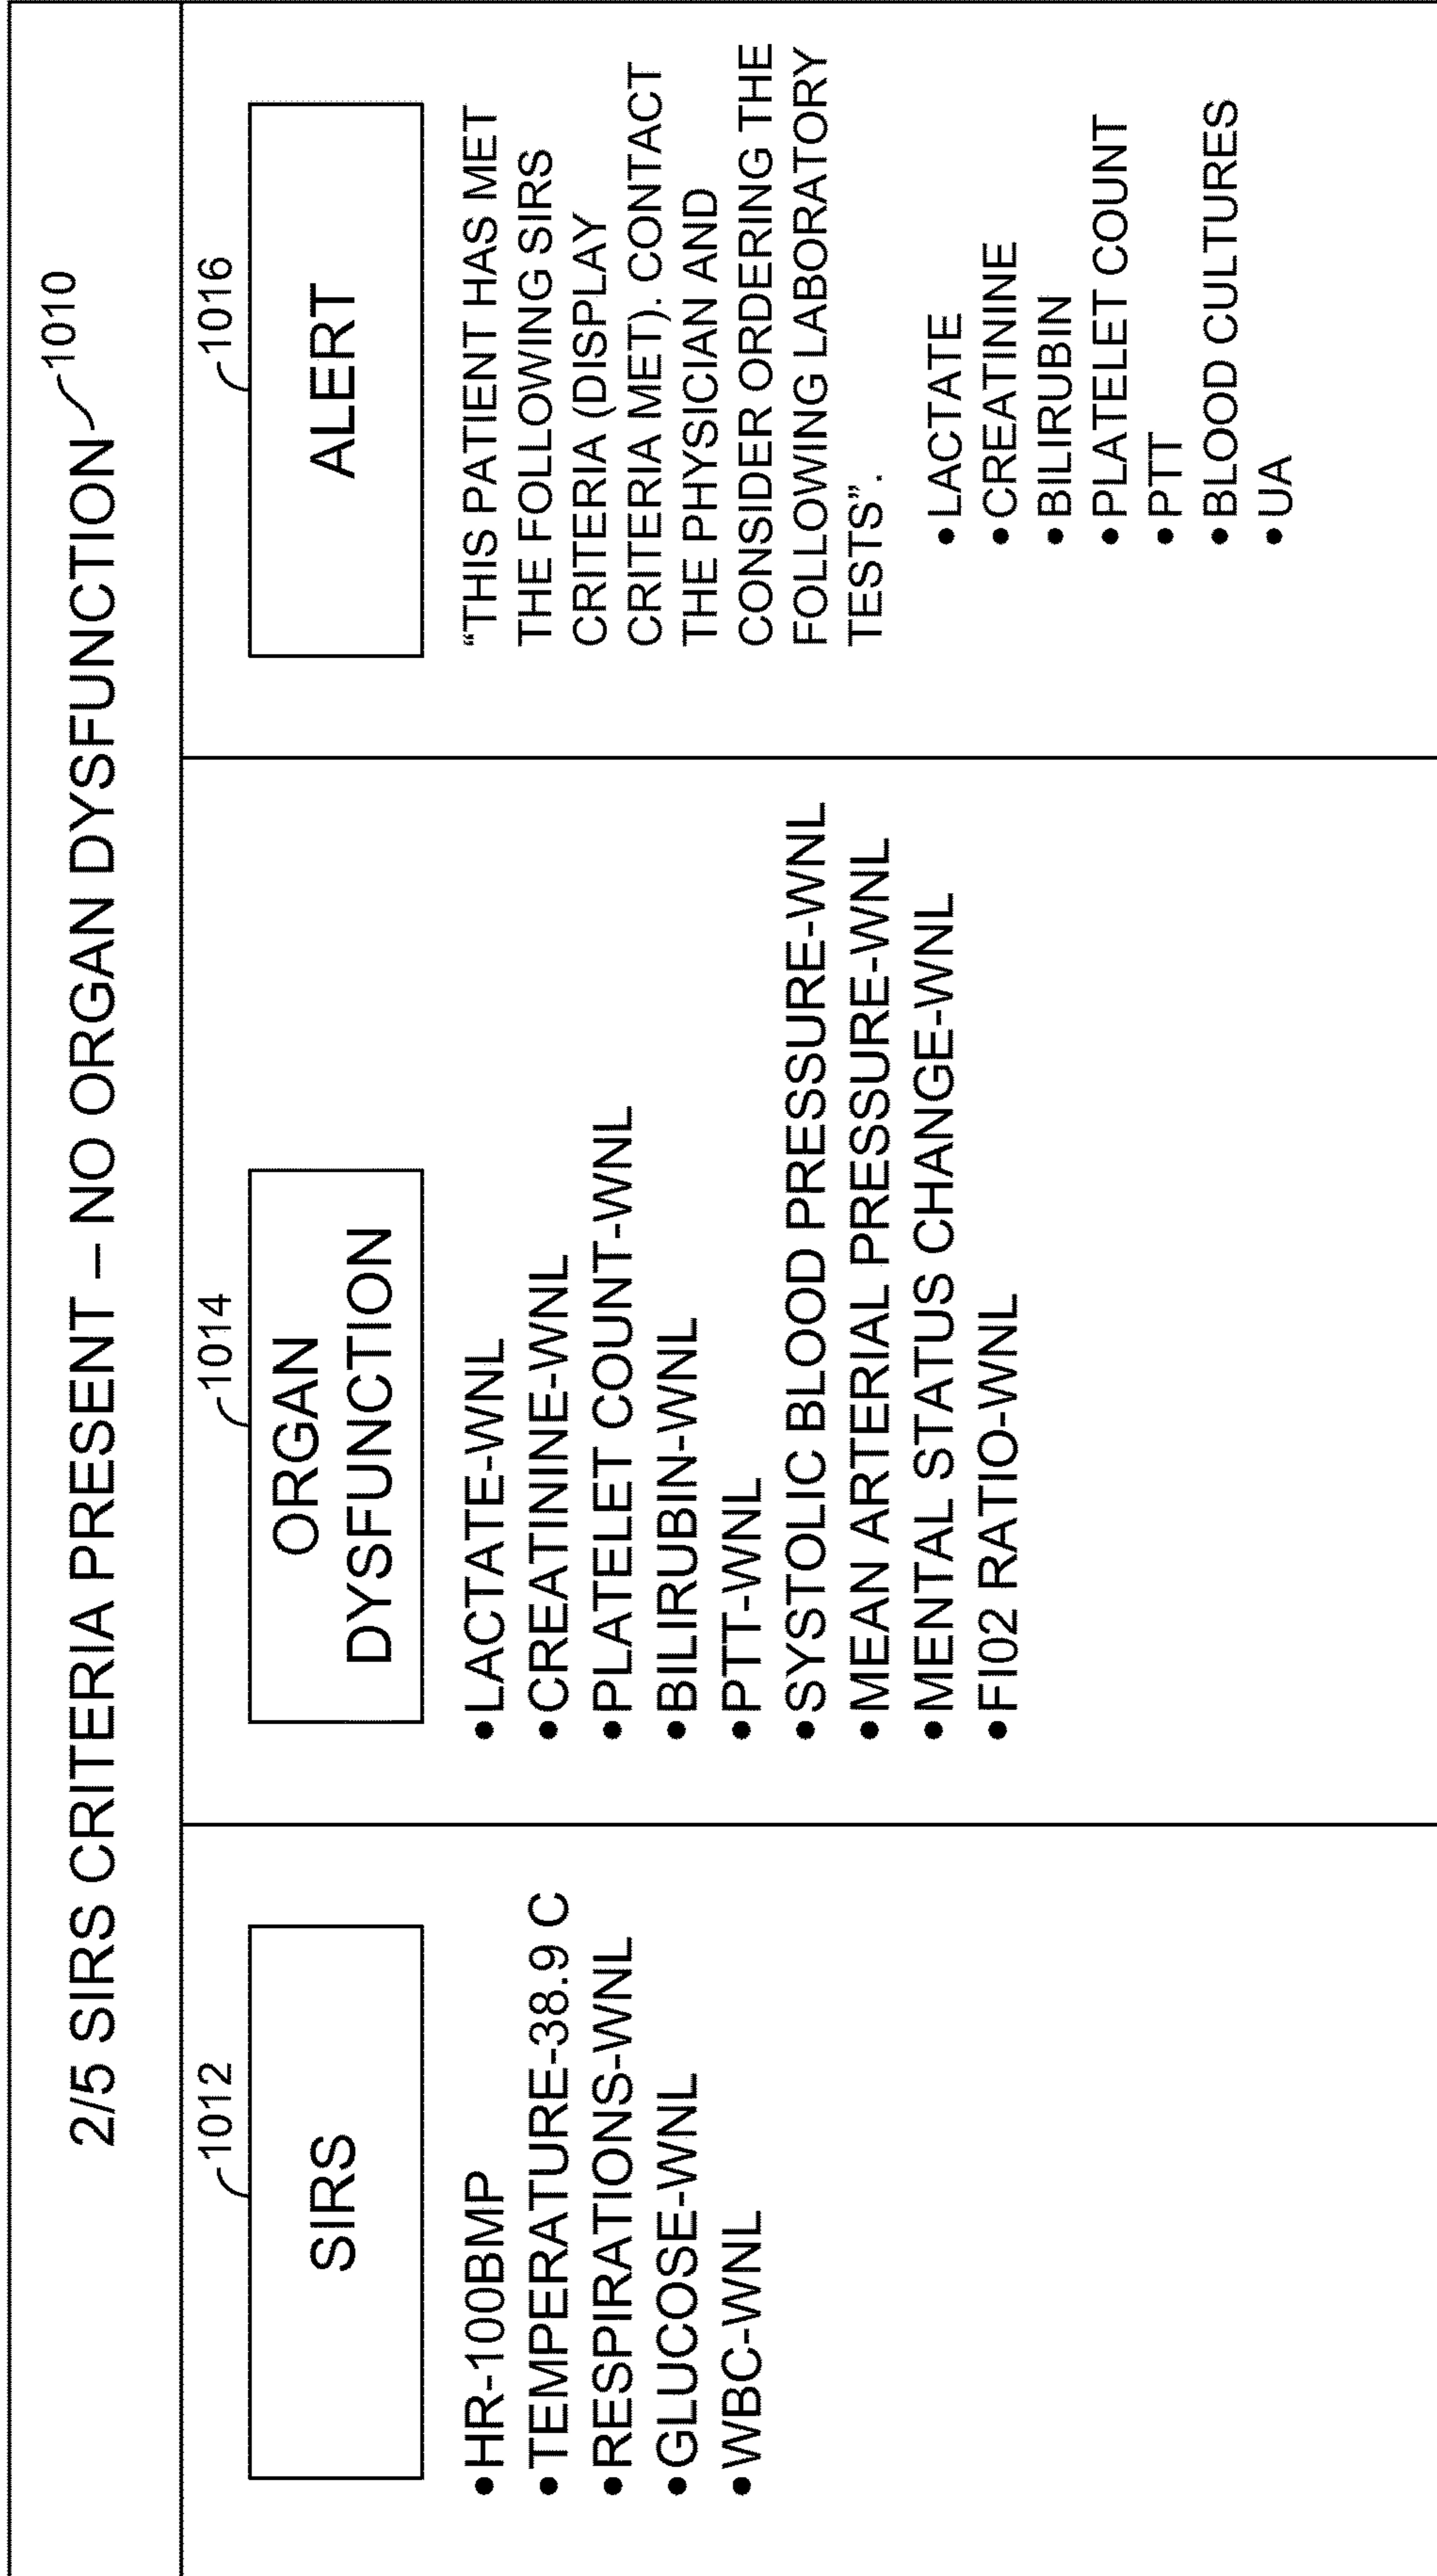 2/5 SIRS CRITERIA PRESENT – NO ORGAN DYSFUNCTION 1010
1012
SIRS
•HR-100BMP
•TEMPERATURE-38.9 C
•RESPIRATIONS-WNL
•GLUCOSE-WNL
•WBC-WNL
1014
ORGAN
DYSFUNCTION
•LACTATE-WNL
•CREATININE-WNL
•PLATELET COUNT-WNL
•BILIRUBIN-WNL
•PTT-WNL
•SYSTOLIC BLOOD PRESSURE-WNL
•MEAN ARTERIAL PRESSURE-WNL
•MENTAL STATUS CHANGE-WNL
•FI02 RATIO-WNL
1016
ALERT
“THIS PATIENT HAS MET
THE FOLLOWING SIRS
CRITERIA (DISPLAY
CRITERIA MET). CONTACT
THE PHYSICIAN AND
CONSIDER ORDERING THE
FOLLOWING LABORATORY
TESTS”.
• LACTATE
• CREATININE
• BILIRUBIN
• PLATELET COUNT
• PTT
• BLOOD CULTURES
• UA